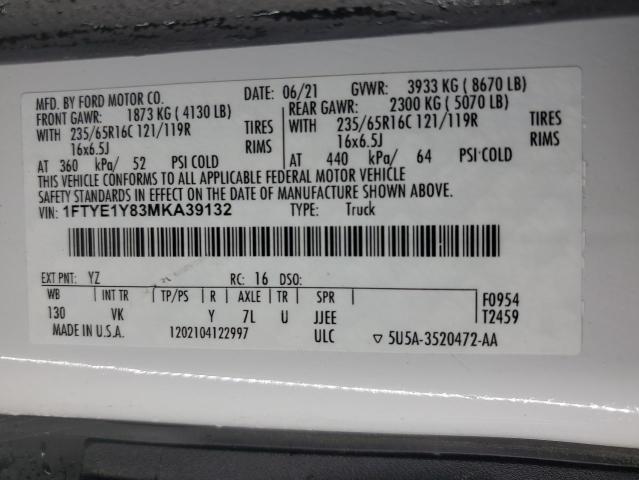 MFD. BY FORD MOTOR CO.
DATE: 06/21 GVWR: 3933 KG ( 8670 LB)
FRONT GAWR: 1873 KG ( 4130 LB)
REAR GAWR: 2300 KG ( 5070 LB)
WITH 235/65R16C 121/119R TIRES
WITH 235/65R16C 121/119R TIRES
16x6.5J RIMS
16x6.5J RIMS
AT 360 kPa/ 52 PSI COLD
AT 440 kPa/ 64 PSI COLD
THIS VEHICLE CONFORMS TO ALL APPLICABLE FEDERAL MOTOR VEHICLE
SAFETY STANDARDS IN EFFECT ON THE DATE OF MANUFACTURE SHOWN ABOVE.
VIN: 1FTYE1Y83MKA39132 TYPE: Truck
EXT PNT: YZ RC: 16 DSO:
WB INT TR TP/PS R AXLE TR SPR F0954
130 VK Y 7L U JJEE T2459
MADE IN U.S.A. 1202104122997 ULC ▽ 5U5A-3520472-AA